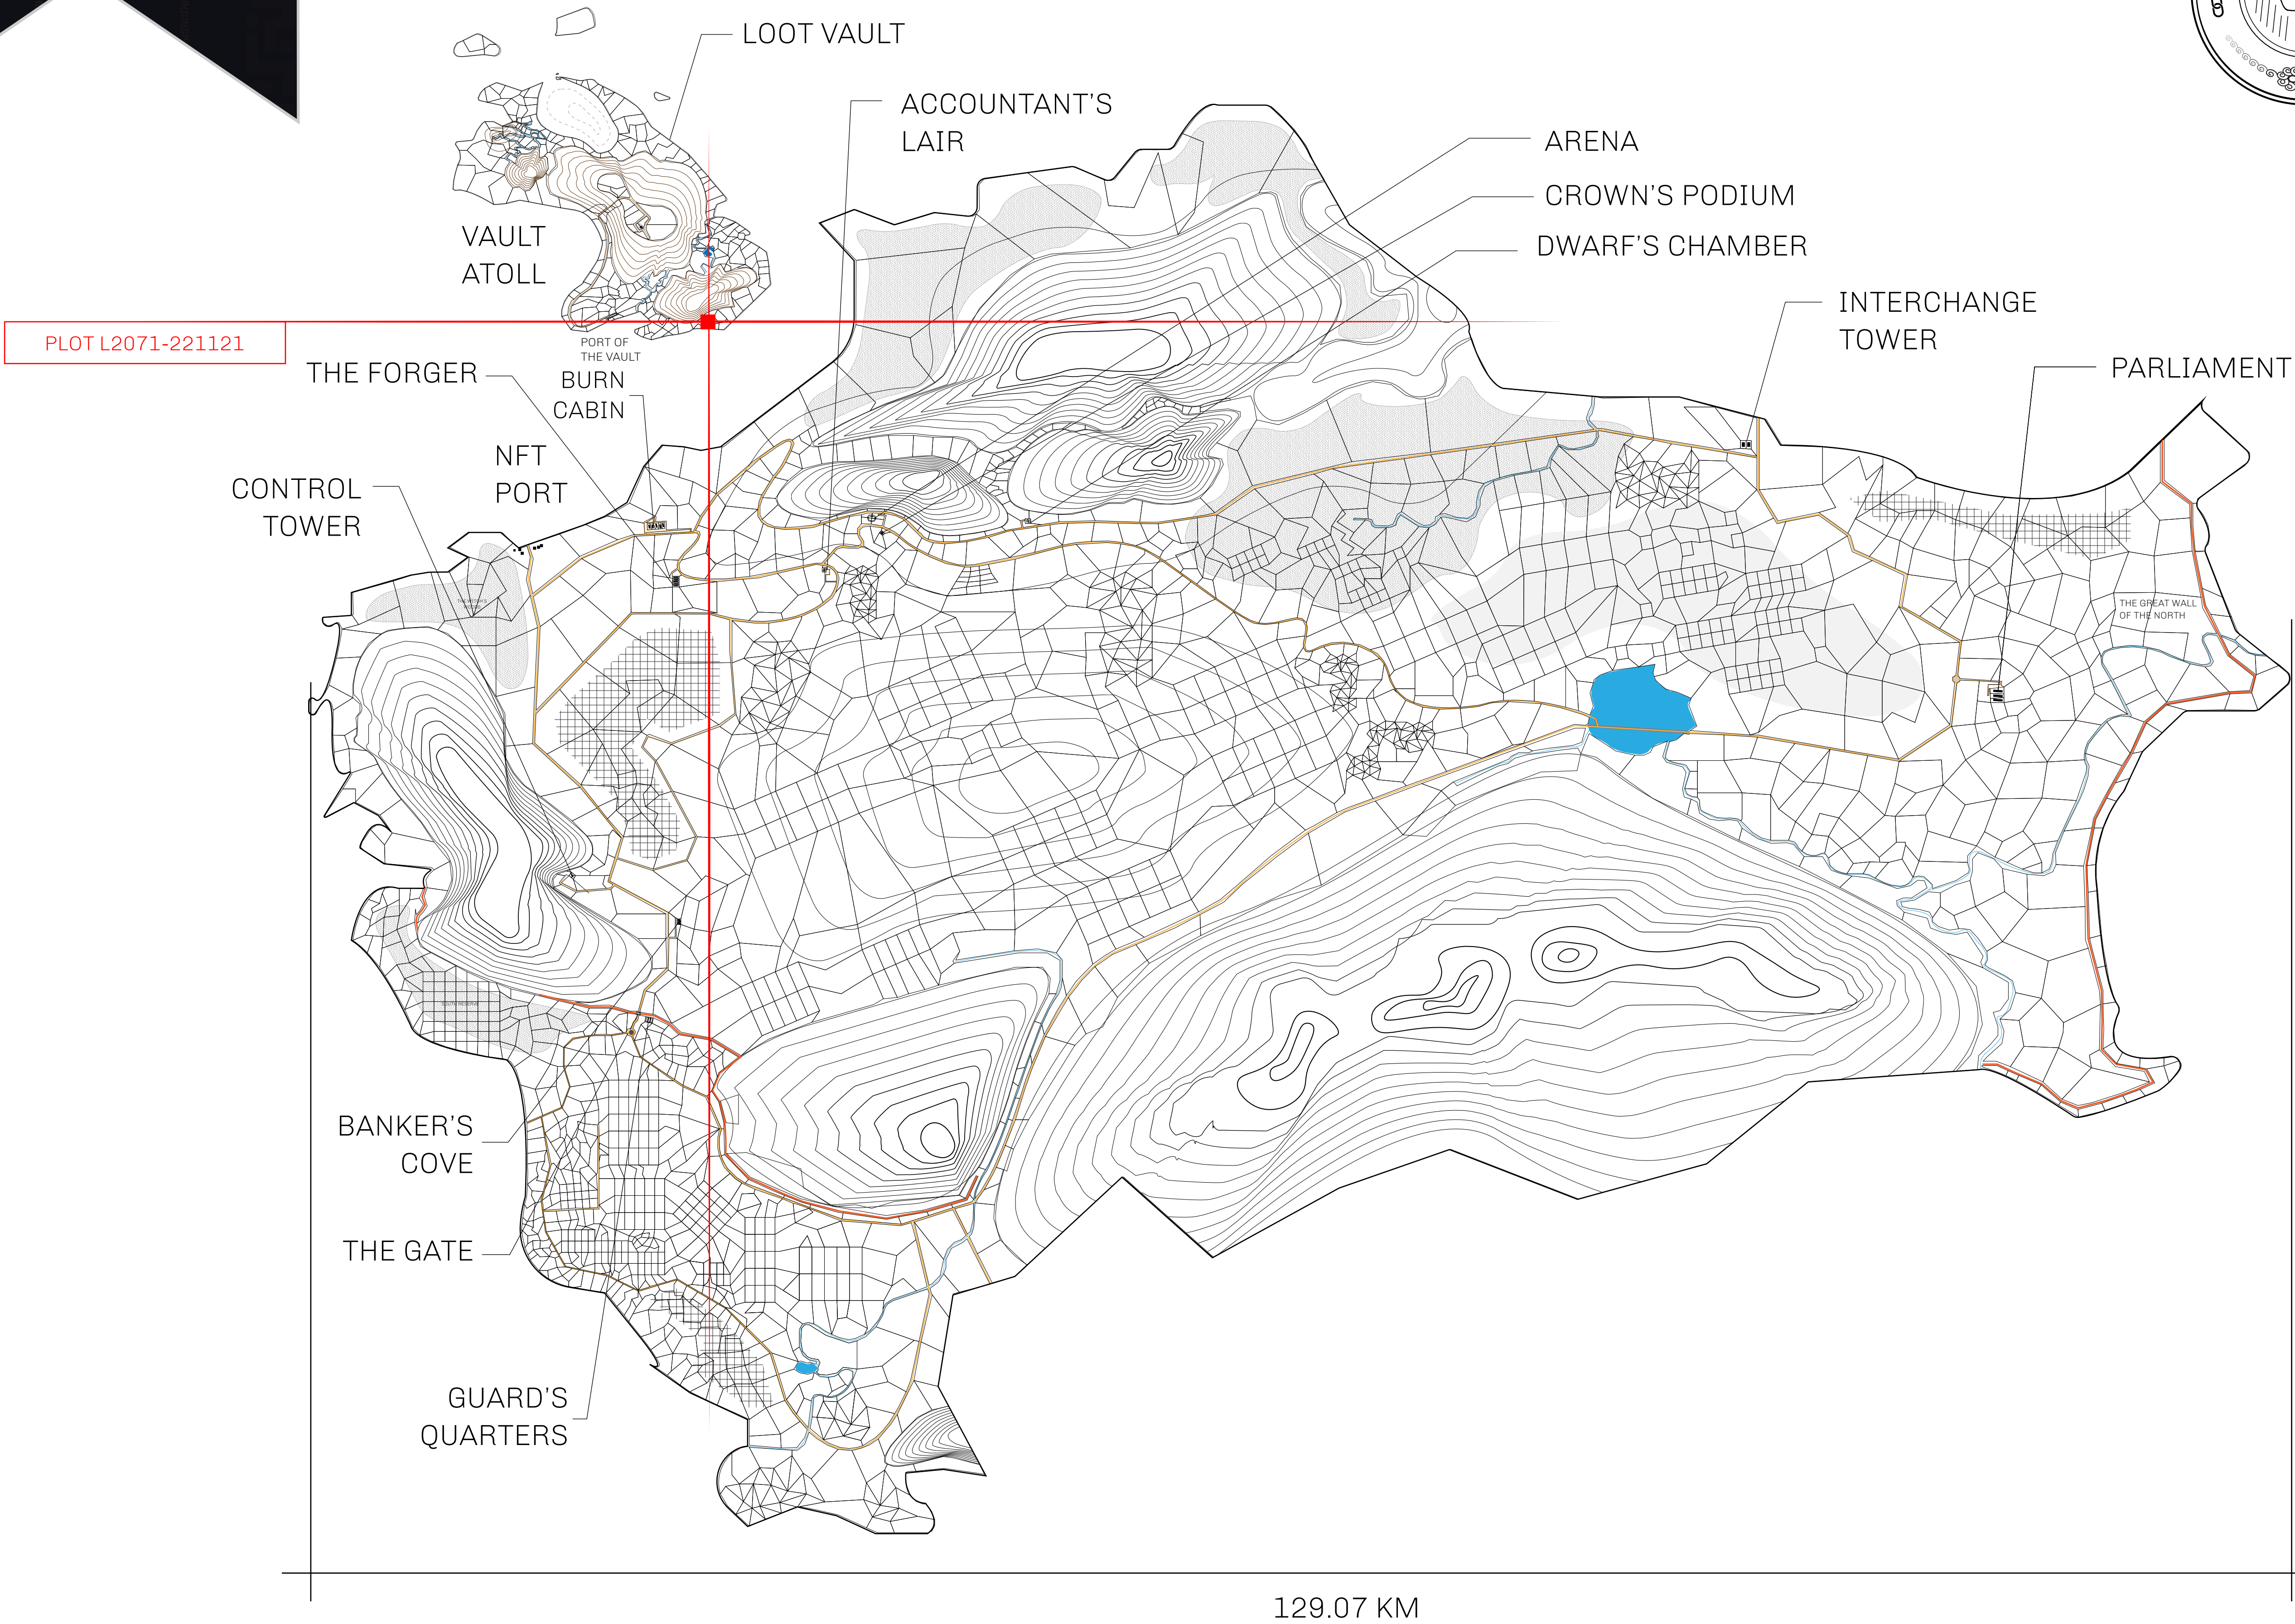 LOOT VAULT
ACCOUNTANT'S
LAIR
ARENA
CROWN'S PODIUM
DWARF'S CHAMBER
VAULT
ATOLL
INTERCHANGE
TOWER
PLOT L2071-221121
PORT OF
THE VAULT
THE FORGER
BURN
CABIN
PARLIAMENT
NFT
PORT
CONTROL
TOWER
THE GREAT WALL
OF THE NORTH
SOUTH RESERVE
BANKER'S
COVE
THE GATE
GUARD'S
QUARTERS
129.07 KM